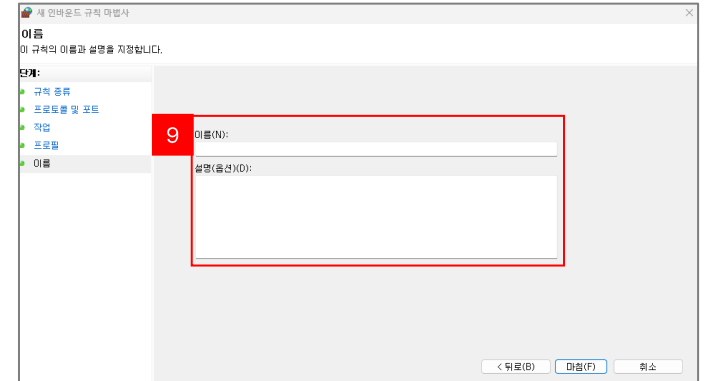 새 인바운드 규칙 마법사
이름
이 규칙의 이름과 설명을 지정합니다.
단계:
규칙 종류
프로토콜 및 포트
작업
프로필
이름
9
이름(N):
설명(옵션)(D):
< 뒤로(B)
마침(F)
취소